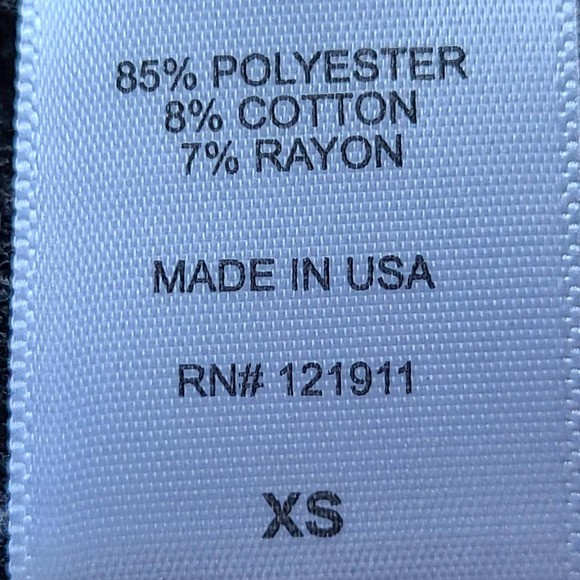 85% POLYESTER
8% COTTON
7% RAYON
MADE IN USA
RN# 121911
XS